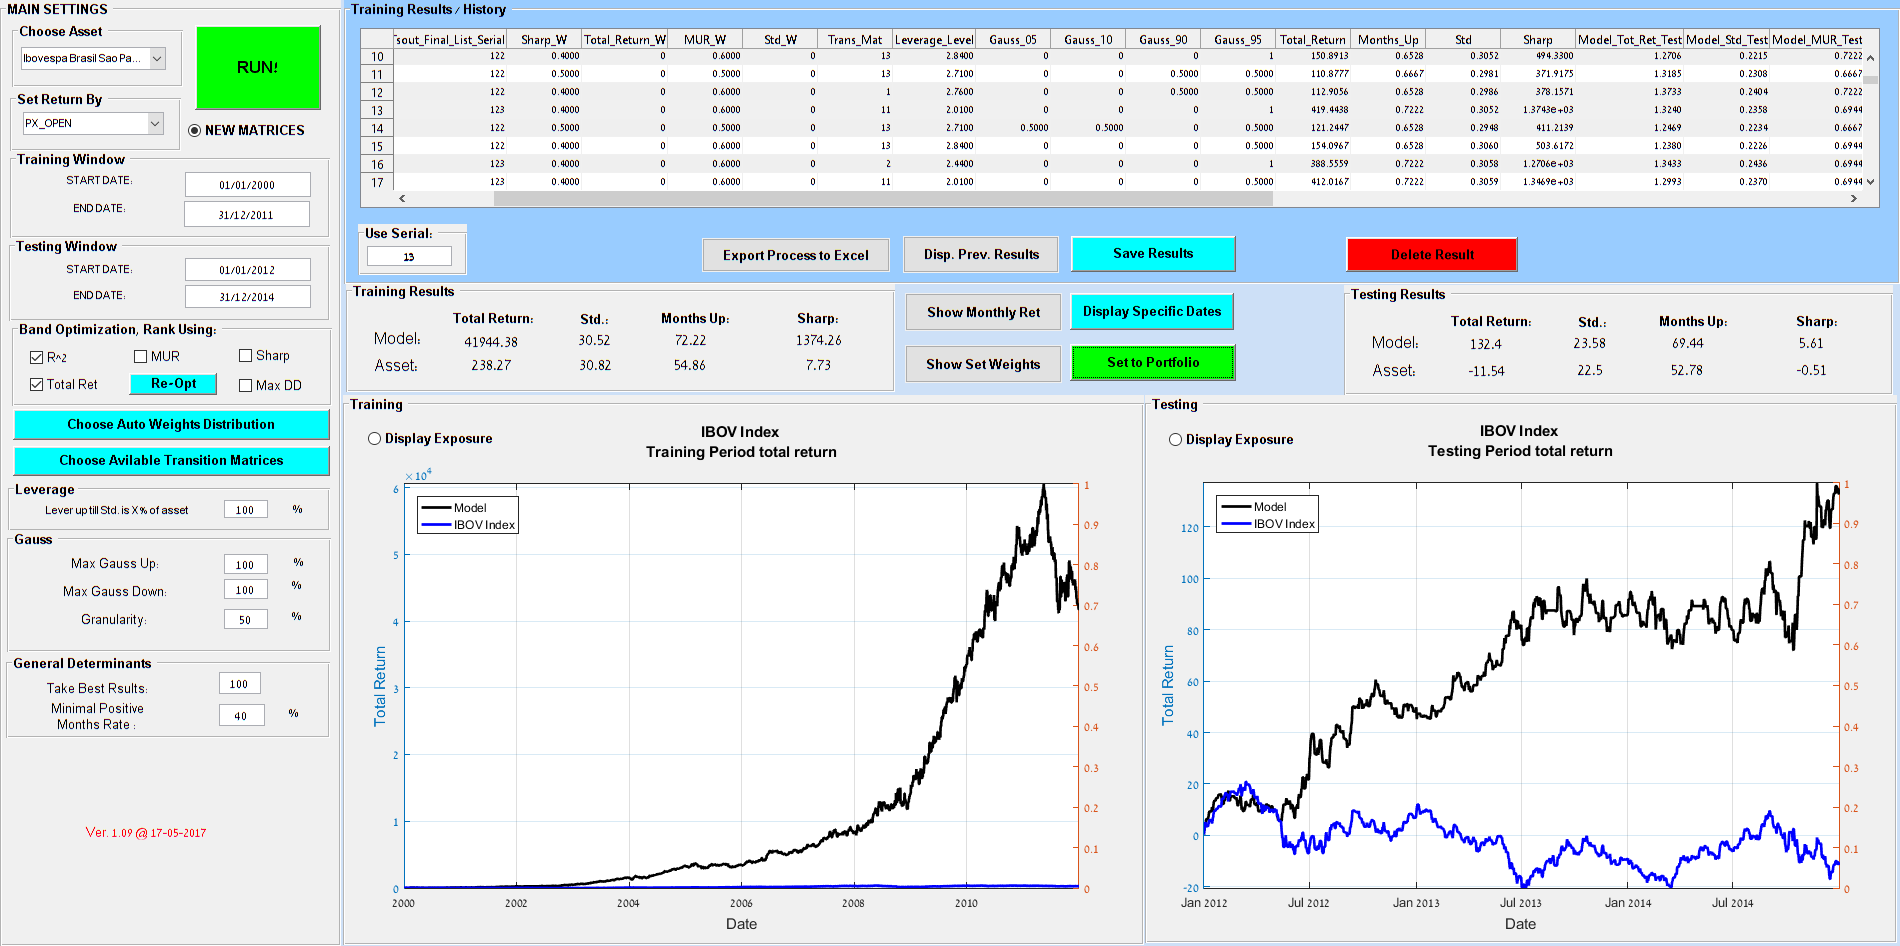 MAIN SETTINGS
Choose Asset
Ibovespa Brasil Sao Pa...
RUN!
Set Return By
PX_OPEN
NEW MATRICES
Training Window
START DATE:
01/01/2000
END DATE:
31/12/2011
Testing Window
START DATE:
01/01/2012
END DATE:
31/12/2014
Band Optimization, Rank Using:
R^2
MUR
Sharp
Total Ret
Re-Opt
Max DD
Choose Auto Weights Distribution
Choose Avilable Transition Matrices
Leverage
Lever up till Std. is X% of asset
100
%
Gauss
Max Gauss Up:
100
%
Max Gauss Down:
100
%
Granularity:
50
%
General Determinants
Take Best Rsults:
100
Minimal Positive
Months Rate :
40
%
Ver. 1.09 @ 17-05-2017
Training Results / History
Tsout_Final_List_Serial Sharp_W Total_Return_W MUR_W Std_W Trans_Mat Leverage_Level Gauss_05 Gauss_10 Gauss_90 Gauss_95 Total_Return Months_Up Std Sharp Model_Tot_Ret_Test Model_Std_Test Model_MUR_Test
10 122 0.4000 0 0.6000 0 13 2.8400 0 0 0 1 150.8913 0.6528 0.3052 494.3300 1.2706 0.2215 0.7222
11 122 0.5000 0 0.5000 0 13 2.7100 0 0 0.5000 0.5000 110.8777 0.6667 0.2981 371.9175 1.3185 0.2308 0.6667
12 122 0.4000 0 0.6000 0 1 2.7600 0 0 0.5000 0.5000 112.9056 0.6528 0.2986 378.1571 1.3733 0.2404 0.7222
13 123 0.4000 0 0.6000 0 11 2.0100 0 0 0 1 419.4438 0.7222 0.3052 1.3743e+03 1.3240 0.2358 0.6944
14 122 0.5000 0 0.5000 0 13 2.7100 0.5000 0.5000 0 0.5000 121.2447 0.6528 0.2948 411.2139 1.2469 0.2234 0.6667
15 122 0.4000 0 0.6000 0 13 2.8400 0 0 0 0.5000 154.0967 0.6528 0.3060 503.6172 1.2380 0.2226 0.6944
16 123 0.4000 0 0.6000 0 2 2.4400 0 0 0 1 388.5559 0.7222 0.3058 1.2706e+03 1.3433 0.2436 0.6944
17 123 0.4000 0 0.6000 0 11 2.0100 0 0 0 0.5000 412.0167 0.7222 0.3059 1.3469e+03 1.2993 0.2370 0.6944
Use Serial:
13
Export Process to Excel
Disp. Prev. Results
Save Results
Delete Result
Training Results
Total Return: Std.: Months Up: Sharp:
Model: 41944.38 30.52 72.22 1374.26
Asset: 238.27 30.82 54.86 7.73
Show Monthly Ret
Display Specific Dates
Show Set Weights
Set to Portfolio
Testing Results
Total Return: Std.: Months Up: Sharp:
Model: 132.4 23.58 69.44 5.61
Asset: -11.54 22.5 52.78 -0.51
Training
Display Exposure
IBOV Index
Training Period total return
×10⁴
Model
IBOV Index
6
5
4
3
2
1
0
Total Return
1
0.9
0.8
0.7
0.6
0.5
0.4
0.3
0.2
0.1
0
2000 2002 2004 2006 2008 2010
Date
Testing
Display Exposure
IBOV Index
Testing Period total return
Model
IBOV Index
120
100
80
60
40
20
0
-20
Total Return
1
0.9
0.8
0.7
0.6
0.5
0.4
0.3
0.2
0.1
0
Jan 2012 Jul 2012 Jan 2013 Jul 2013 Jan 2014 Jul 2014
Date